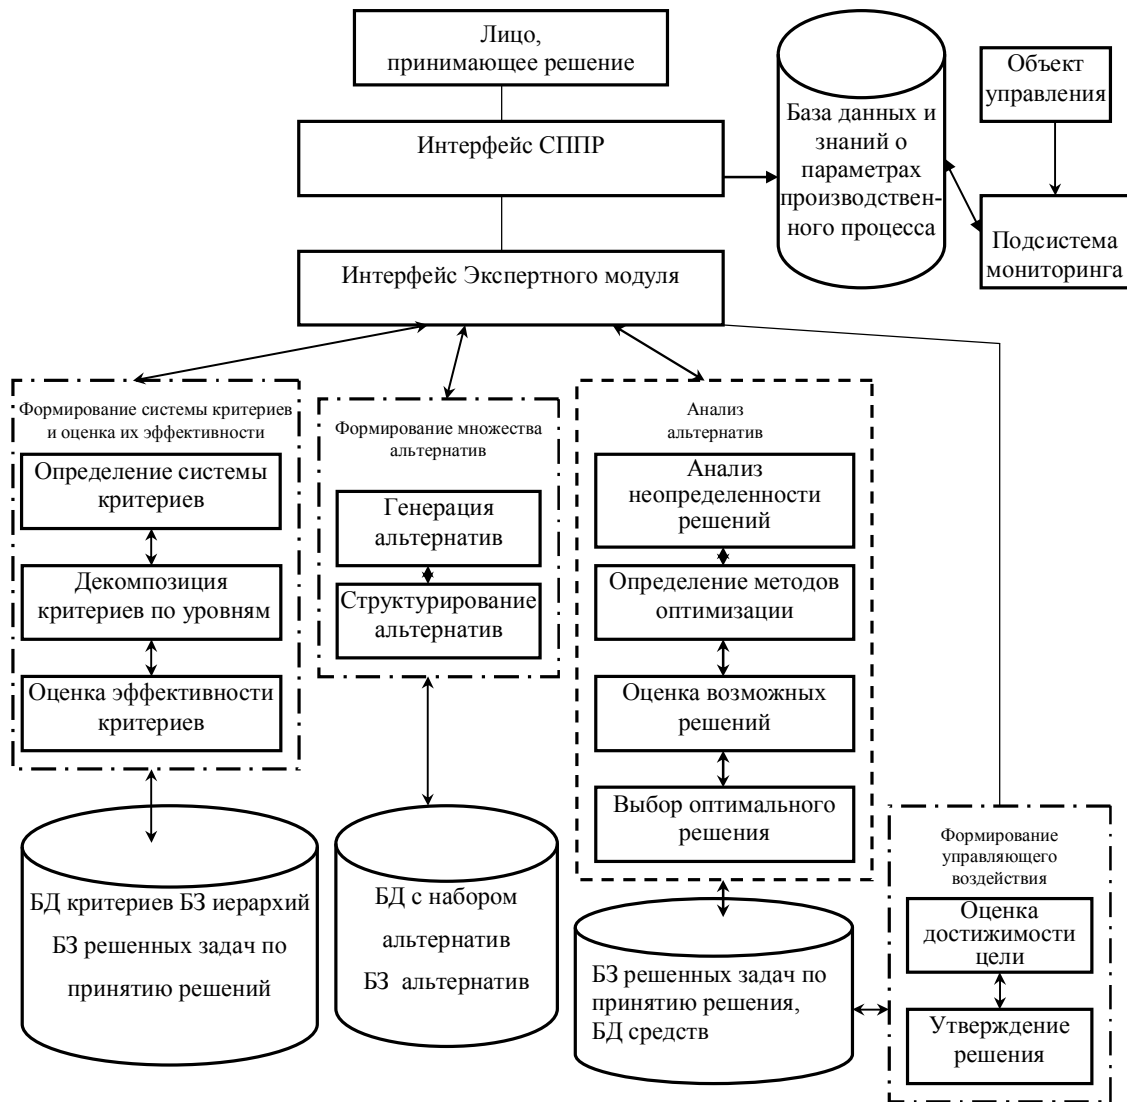 Лицо,
принимающее решение
Интерфейс СППР
База данных и
знаний о
параметрах
производствен-
ного процесса
Объект
управления
Подсистема
мониторинга
Интерфейс Экспертного модуля
Формирование системы критериев
и оценка их эффективности
Определение системы
критериев
Декомпозиция
критериев по уровням
Оценка эффективности
критериев
БД критериев БЗ иерархий
БЗ решенных задач по
принятию решений
Формирование множества
альтернатив
Генерация
альтернатив
Структурирование
альтернатив
БД с набором
альтернатив
БЗ альтернатив
Анализ
альтернатив
Анализ
неопределенности
решений
Определение методов
оптимизации
Оценка возможных
решений
Выбор оптимального
решения
БЗ решенных задач по
принятию решения,
БД средств
Формирование
управляющего
воздействия
Оценка
достижимости
цели
Утверждение
решения